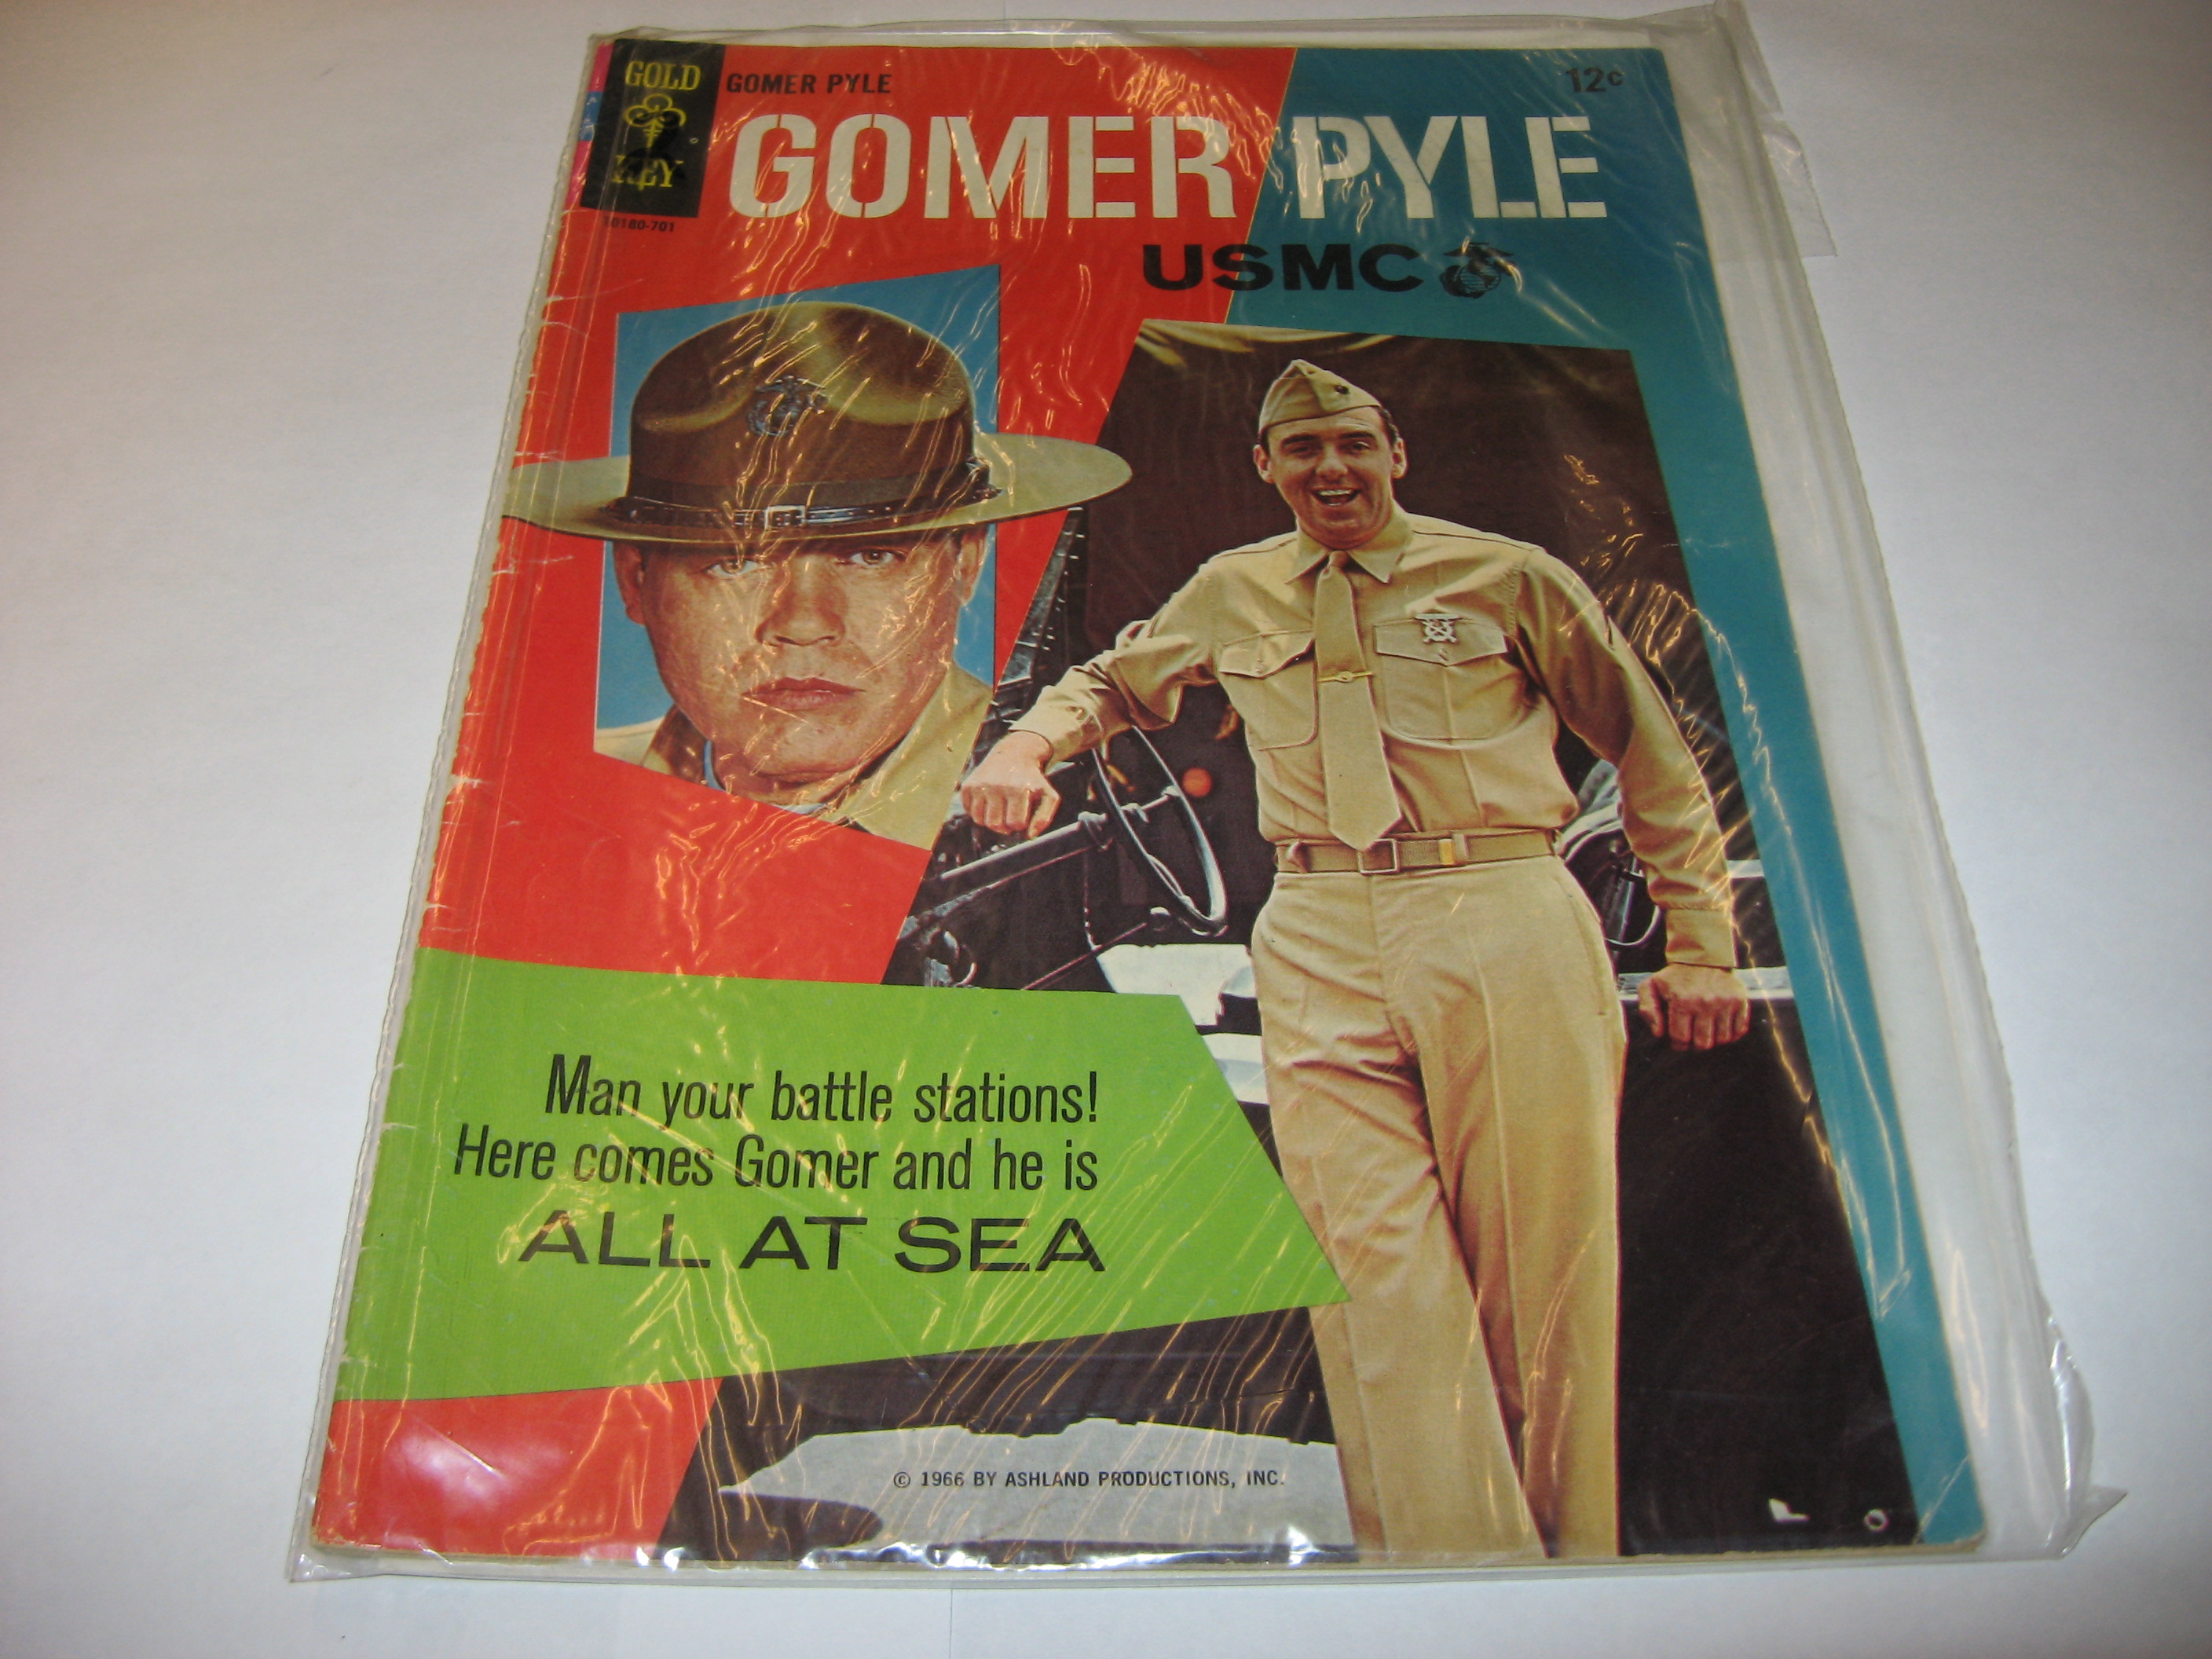 GOLD
KEY
GOMER PYLE
12¢
GOMER PYLE
10180-701
USMC
Man your battle stations!
Here comes Gomer and he is
ALL AT SEA
© 1966 BY ASHLAND PRODUCTIONS, INC.